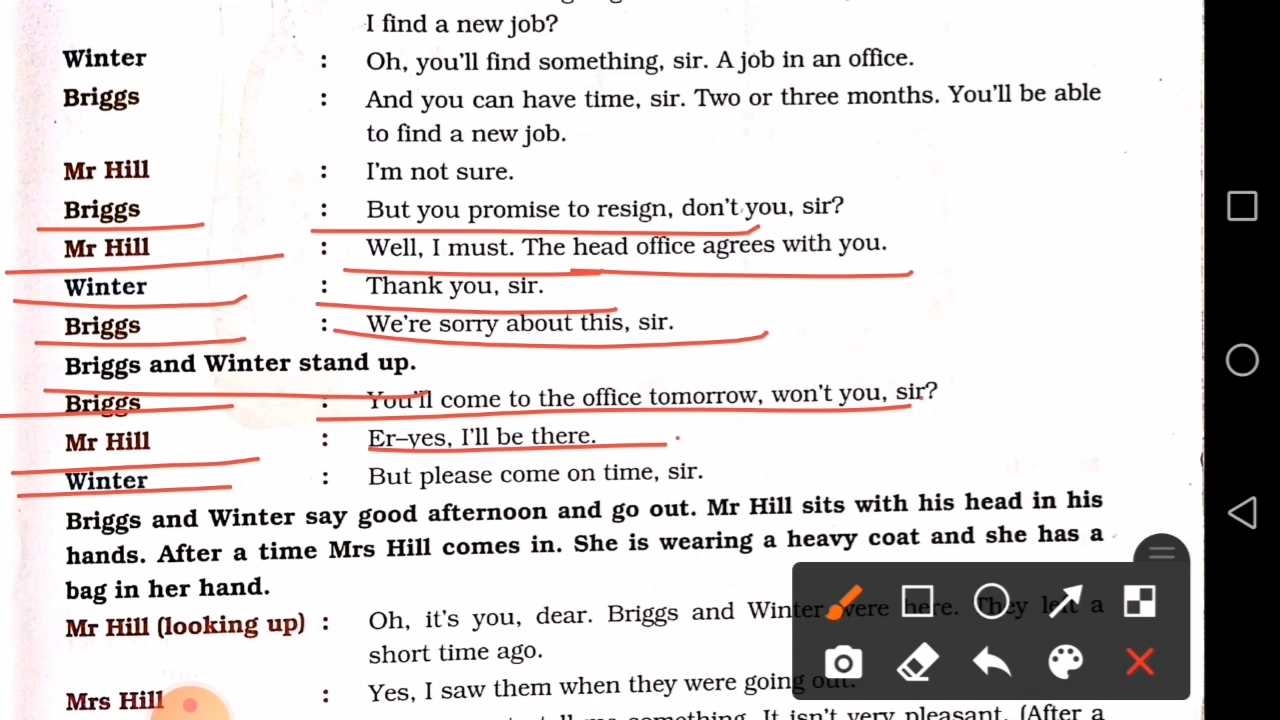 I find a new job?
Winter : Oh, you'll find something, sir. A job in an office.
Briggs : And you can have time, sir. Two or three months. You'll be able
to find a new job.
Mr Hill : I'm not sure.
Briggs : But you promise to resign, don't you, sir?
Mr Hill : Well, I must. The head office agrees with you.
Winter : Thank you, sir.
Briggs : We're sorry about this, sir.
Briggs and Winter stand up.
Briggs : You'll come to the office tomorrow, won't you, sir?
Mr Hill : Er–yes, I'll be there.
Winter : But please come on time, sir.
Briggs and Winter say good afternoon and go out. Mr Hill sits with his head in his
hands. After a time Mrs Hill comes in. She is wearing a heavy coat and she has a
bag in her hand.
Mr Hill (looking up) : Oh, it's you, dear. Briggs and Winter were here. They left a
short time ago.
Mrs Hill : Yes, I saw them when they were going out.
tell me something. It isn't very pleasant. (After a